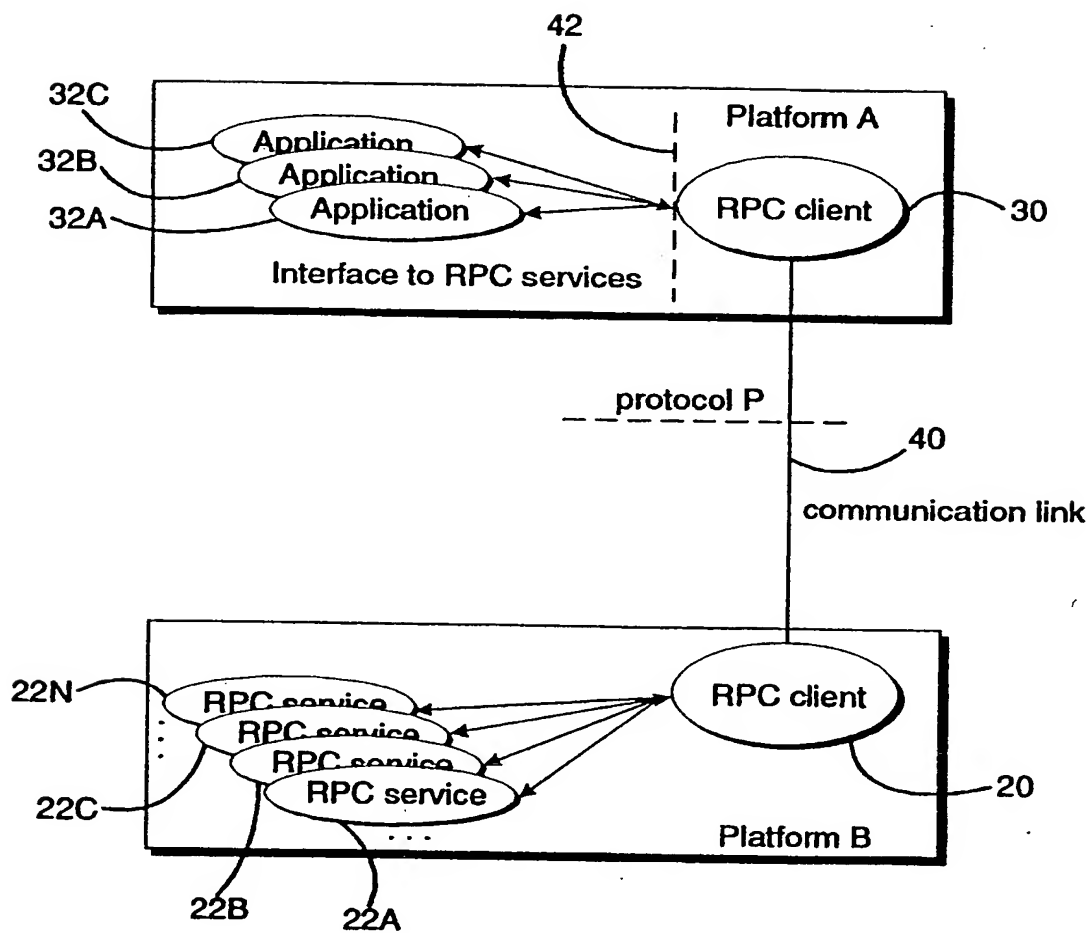 42
32C
Application
Platform A
32B
Application
32A
Application
RPC client
30
Interface to RPC services
protocol P
40
communication link
22N
RPC service
RPC client
RPC service
RPC service
22C
RPC service
20
Platform B
22B
22A